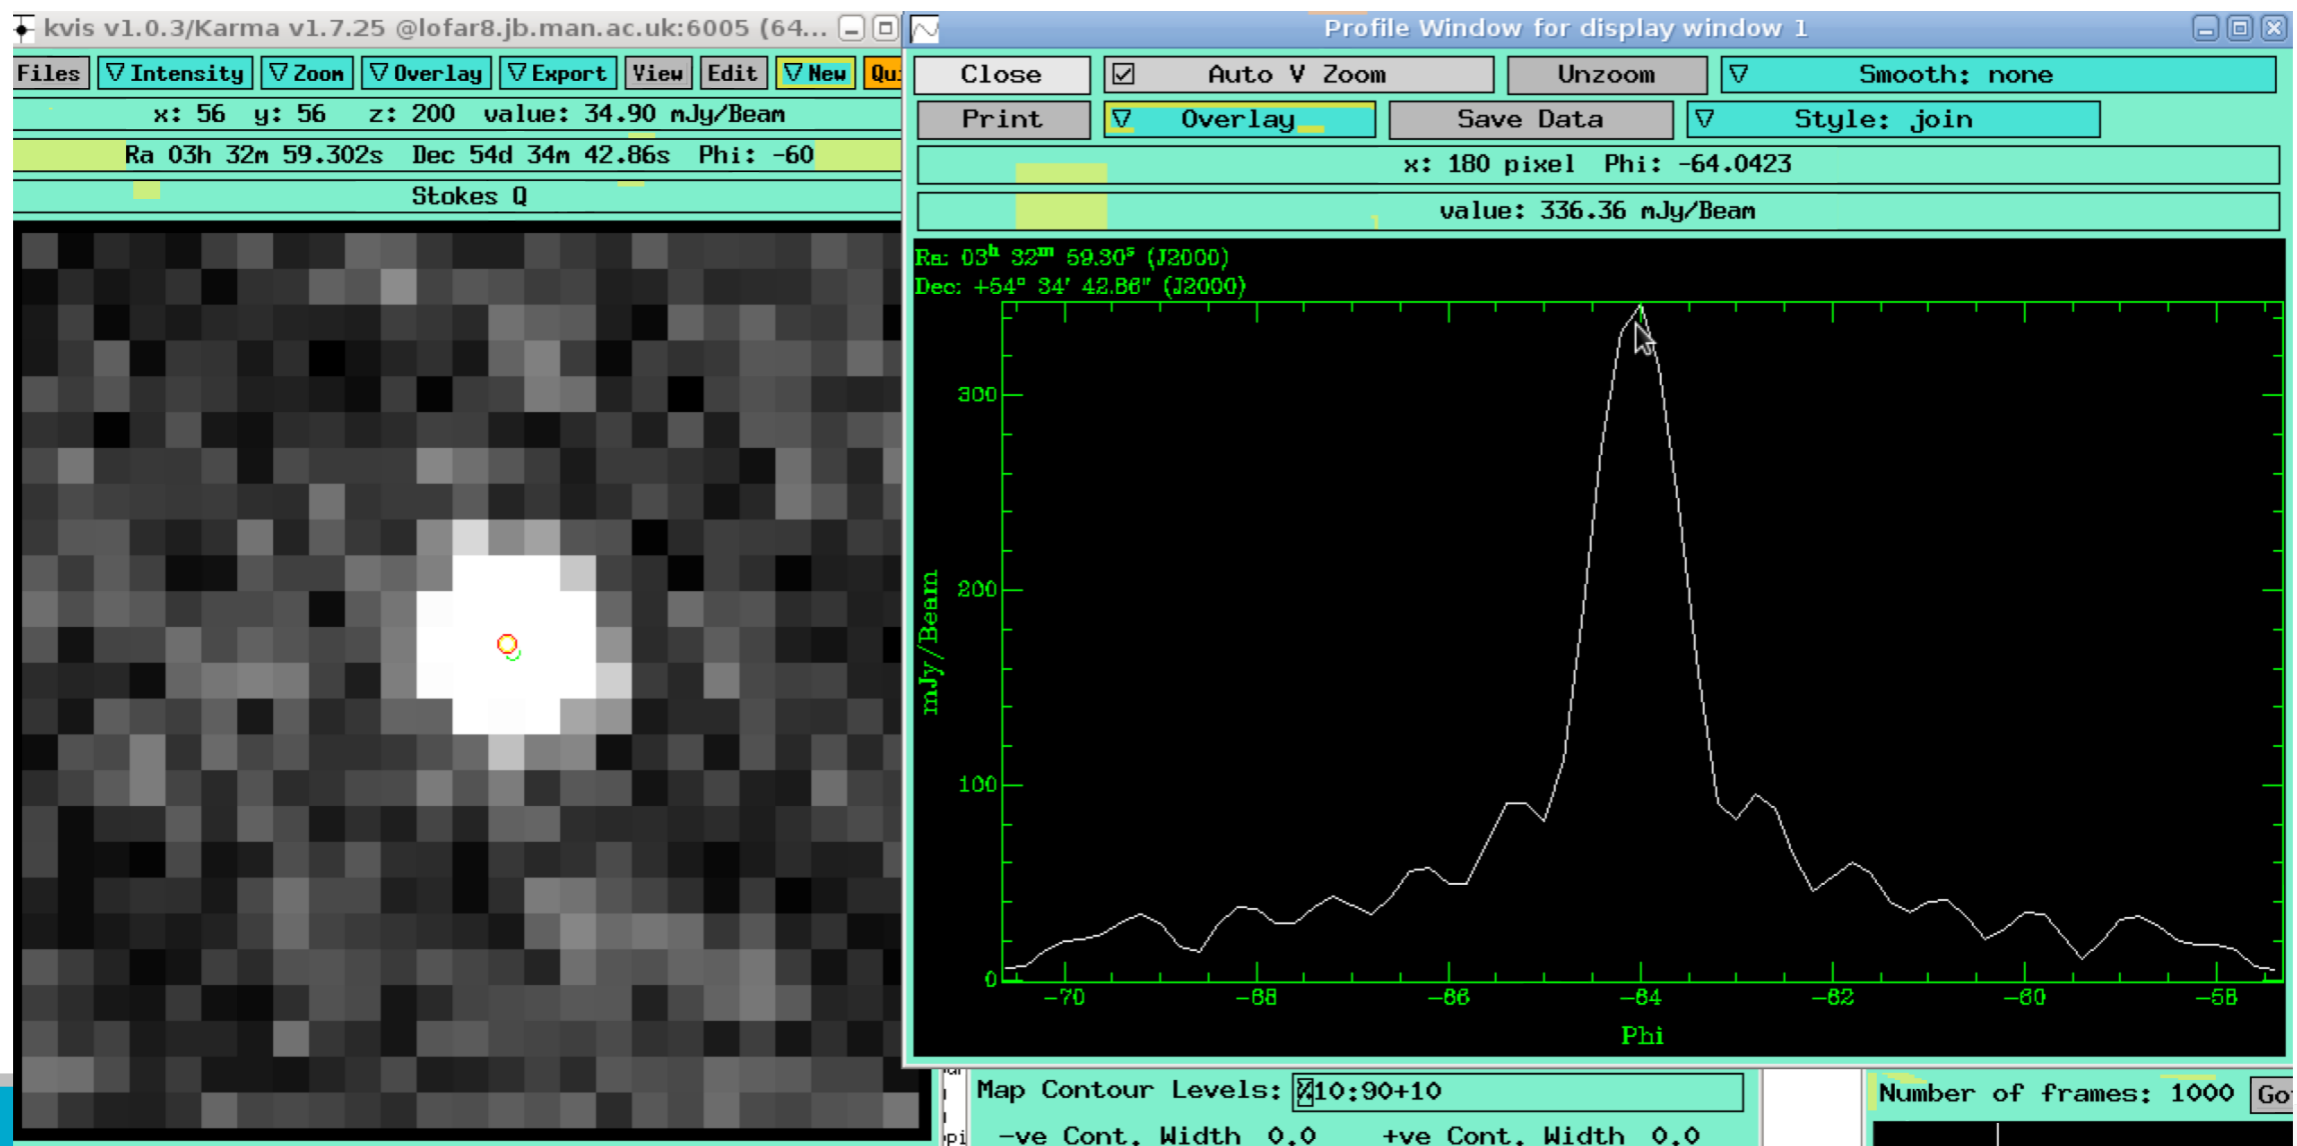 kvis v1.0.3/Karma v1.7.25 @lofar8.jb.man.ac.uk:6005 (64...
Files Intensity Zoom Overlay Export View Edit New
x: 56 y: 56 z: 200 value: 34.90 mJy/Beam
Ra 03h 32m 59.302s Dec 54d 34m 42.86s Phi: -60
Stokes Q
Profile Window for display window 1
Close Auto V Zoom Unzoom Smooth: none
Print Overlay Save Data Style: join
x: 180 pixel Phi: -64.0423
value: 336.36 mJy/Beam
Ra: 03h 32m 59.30s (J2000)
Dec: +54° 34' 42.86" (J2000)
300
200
100
0
mJy/Beam
-70 -68 -66 -64 -62 -60 -58
Phi
Map Contour Levels: %10:90+10
-ve Cont. Width 0.0 +ve Cont. Width 0.0
Number of frames: 1000